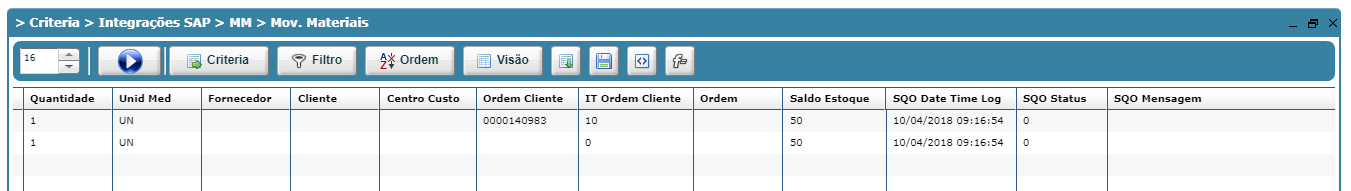 > Criteria > Integrações SAP > MM > Mov. Materiais
16 Criteria Filtro Ordem Visão
Quantidade Unid Med Fornecedor Cliente Centro Custo Ordem Cliente IT Ordem Cliente Ordem Saldo Estoque SQO Date Time Log SQO Status SQO Mensagem
1 UN 0000140983 10 50 10/04/2018 09:16:54 0
1 UN 0 50 10/04/2018 09:16:54 0